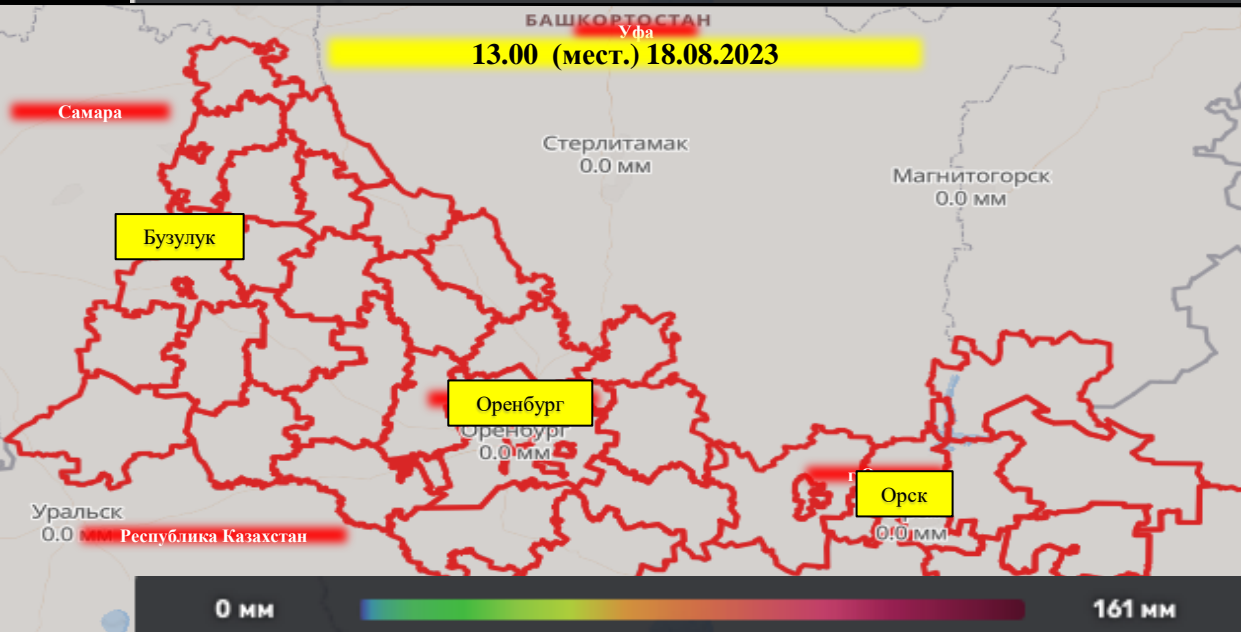 БАШКОРТОСТАН
Уфа
13.00 (мест.) 18.08.2023
Самара
Стерлитамак
0.0 мм
Магнитогорск
0.0 мм
Бузулук
Оренбург
Оренбург
0.0 мм
Орск
0.0 мм
Уральск
0.0 мм
Республика Казахстан
0 мм
161 мм